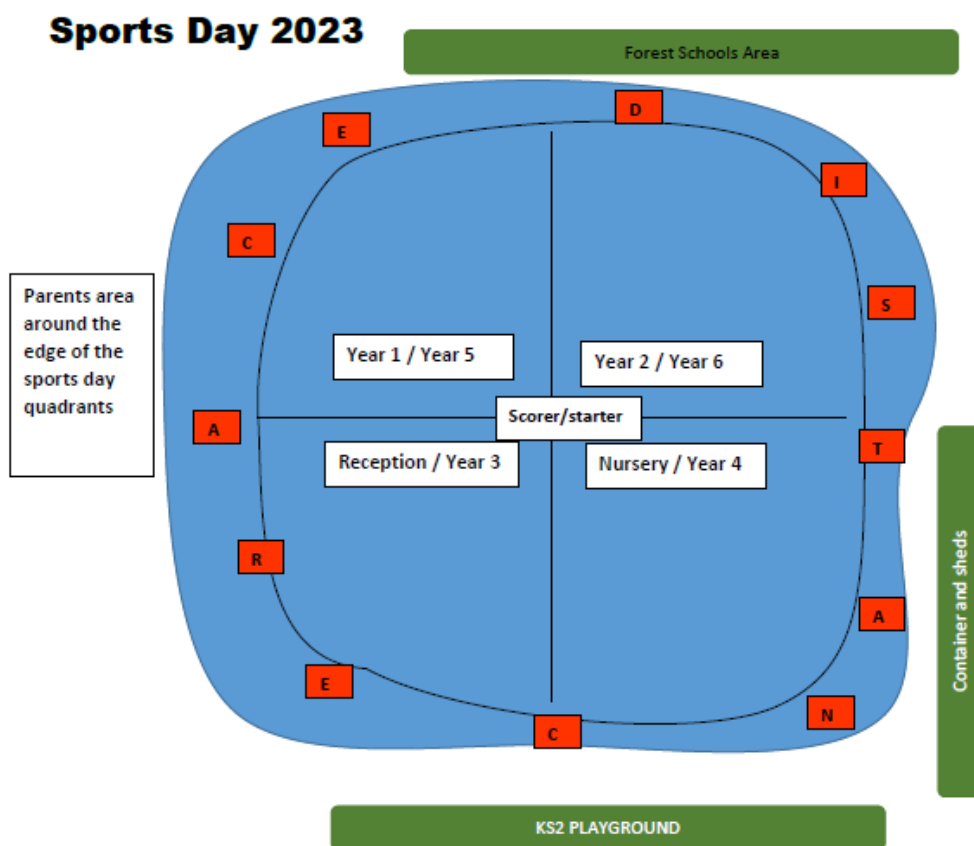 Sports Day 2023
Forest Schools Area
D
E
I
C
S
Parents area
around the
edge of the
sports day
quadrants
Year 1 / Year 5
Year 2 / Year 6
Scorer/starter
A
T
Reception / Year 3
Nursery / Year 4
R
A
Container and sheds
E
N
C
KS2 PLAYGROUND